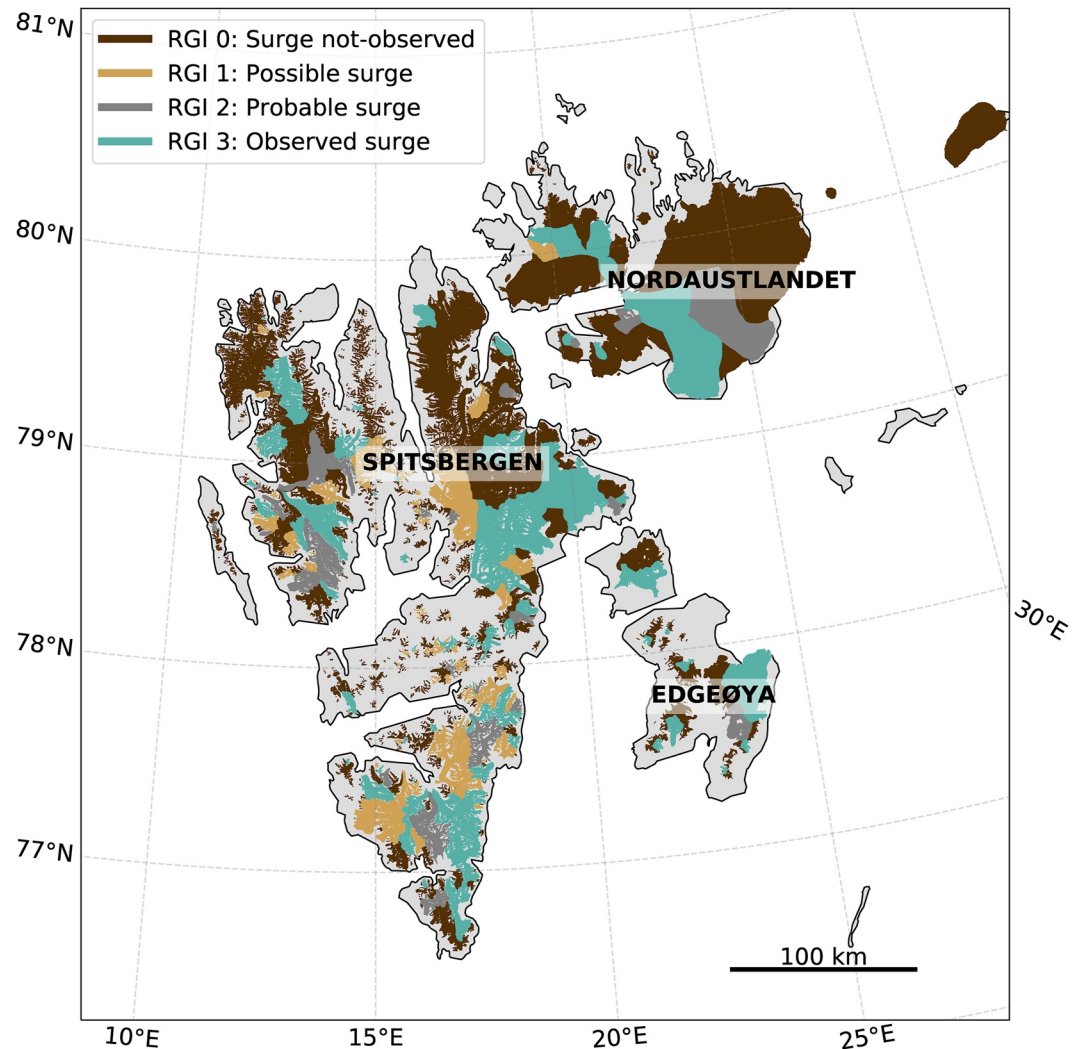 81°N
RGI 0: Surge not-observed
RGI 1: Possible surge
RGI 2: Probable surge
RGI 3: Observed surge
80°N
NORDAUSTLANDET
79°N
SPITSBERGEN
30°E
78°N
EDGEØYA
77°N
100 km
10°E
15°E
20°E
25°E